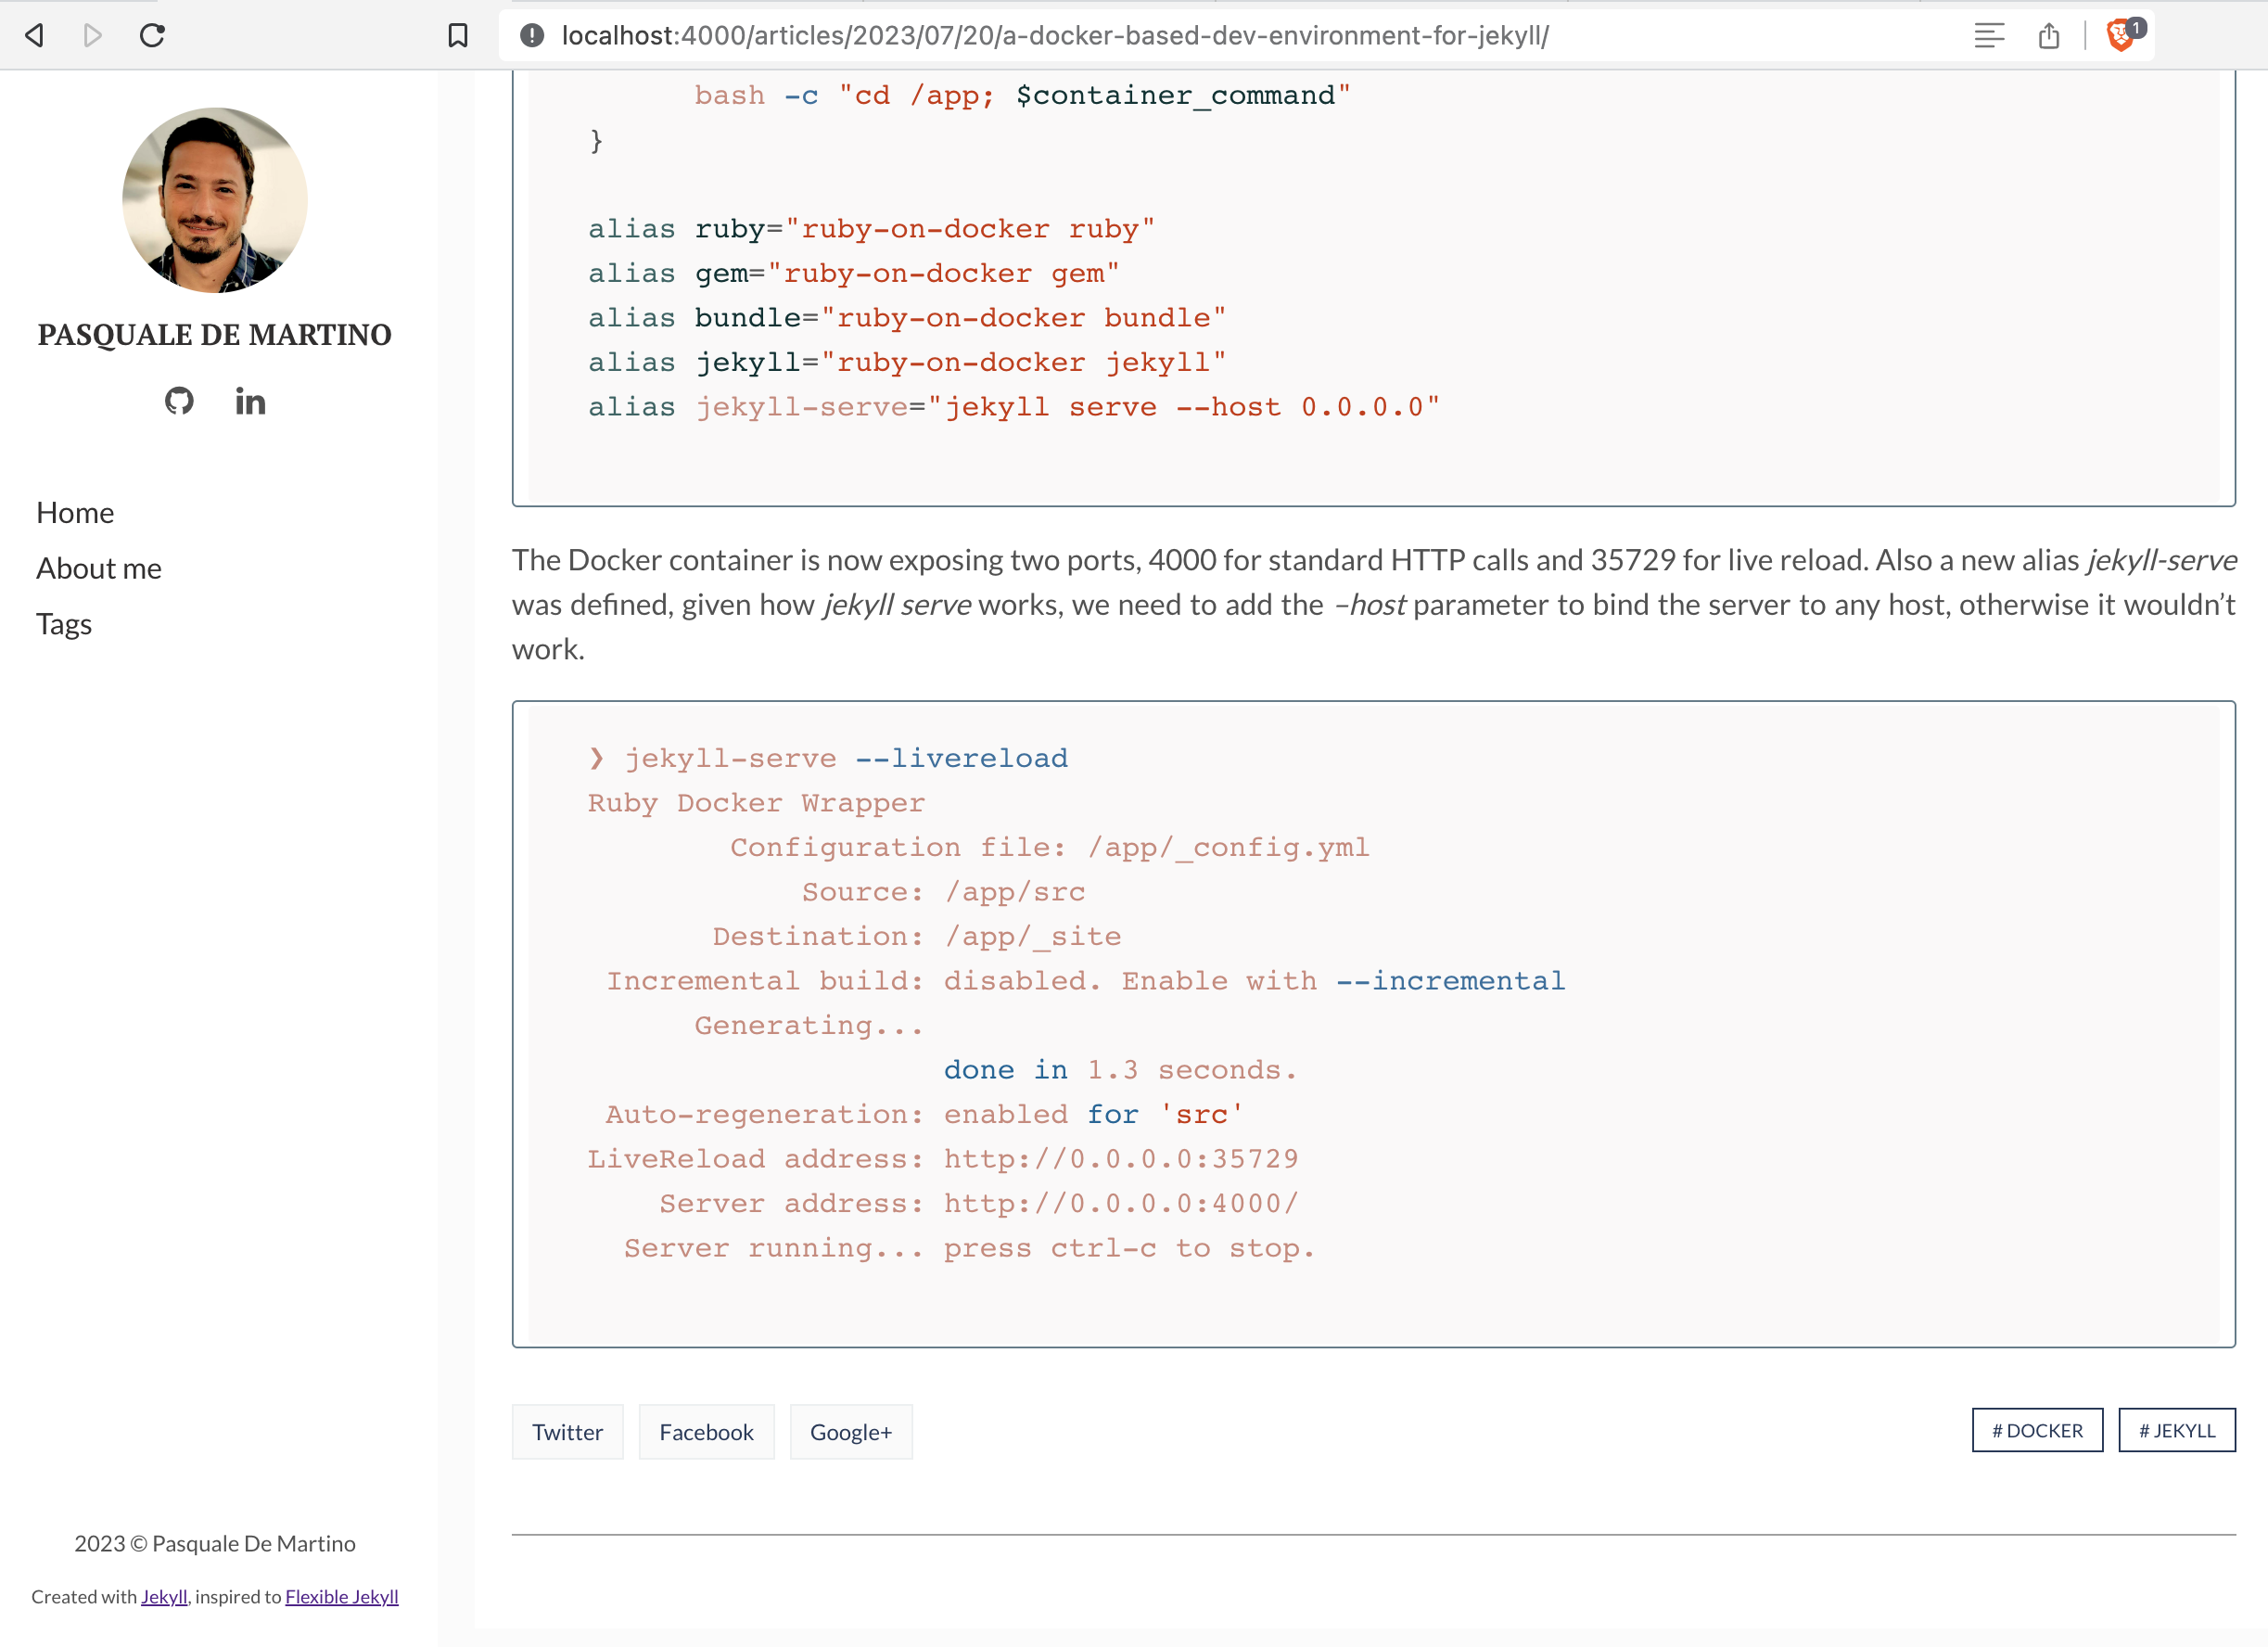 localhost:4000/articles/2023/07/20/a-docker-based-dev-environment-for-jekyll/
1
PASQUALE DE MARTINO
in
Home
About me
Tags
2023 © Pasquale De Martino
Created with Jekyll, inspired to Flexible Jekyll
bash -c "cd /app; $container_command"
}
alias ruby="ruby-on-docker ruby"
alias gem="ruby-on-docker gem"
alias bundle="ruby-on-docker bundle"
alias jekyll="ruby-on-docker jekyll"
alias jekyll-serve="jekyll serve --host 0.0.0.0"
The Docker container is now exposing two ports, 4000 for standard HTTP calls and 35729 for live reload. Also a new alias jekyll-serve
was defined, given how jekyll serve works, we need to add the –host parameter to bind the server to any host, otherwise it wouldn’t
work.
❯ jekyll-serve --livereload
Ruby Docker Wrapper
Configuration file: /app/_config.yml
Source: /app/src
Destination: /app/_site
Incremental build: disabled. Enable with --incremental
Generating...
done in 1.3 seconds.
Auto-regeneration: enabled for 'src'
LiveReload address: http://0.0.0.0:35729
Server address: http://0.0.0.0:4000/
Server running... press ctrl-c to stop.
Twitter Facebook Google+ # DOCKER # JEKYLL